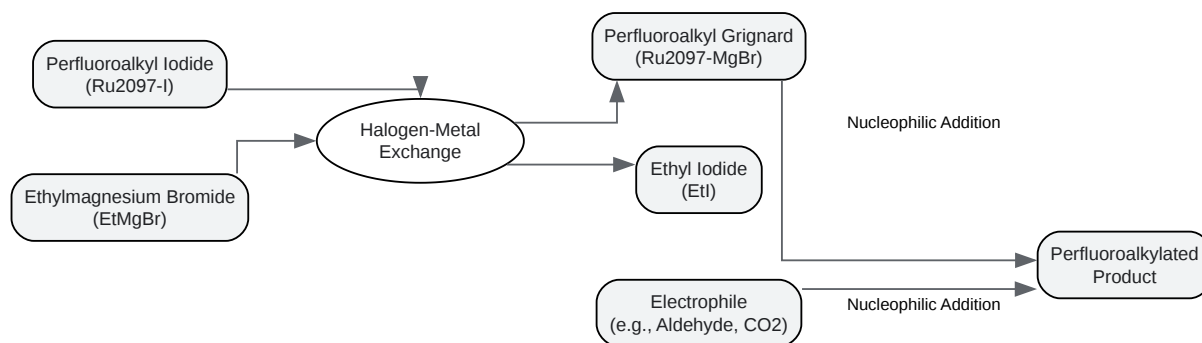 Perfluoroalkyl Iodide
(Ru2097-I)
Perfluoroalkyl Grignard
(Ru2097-MgBr)
Halogen-Metal
Exchange
Nucleophilic Addition
Ethylmagnesium Bromide
(EtMgBr)
Ethyl Iodide
(EtI)
Perfluoroalkylated
Product
Electrophile
(e.g., Aldehyde, CO2)
Nucleophilic Addition